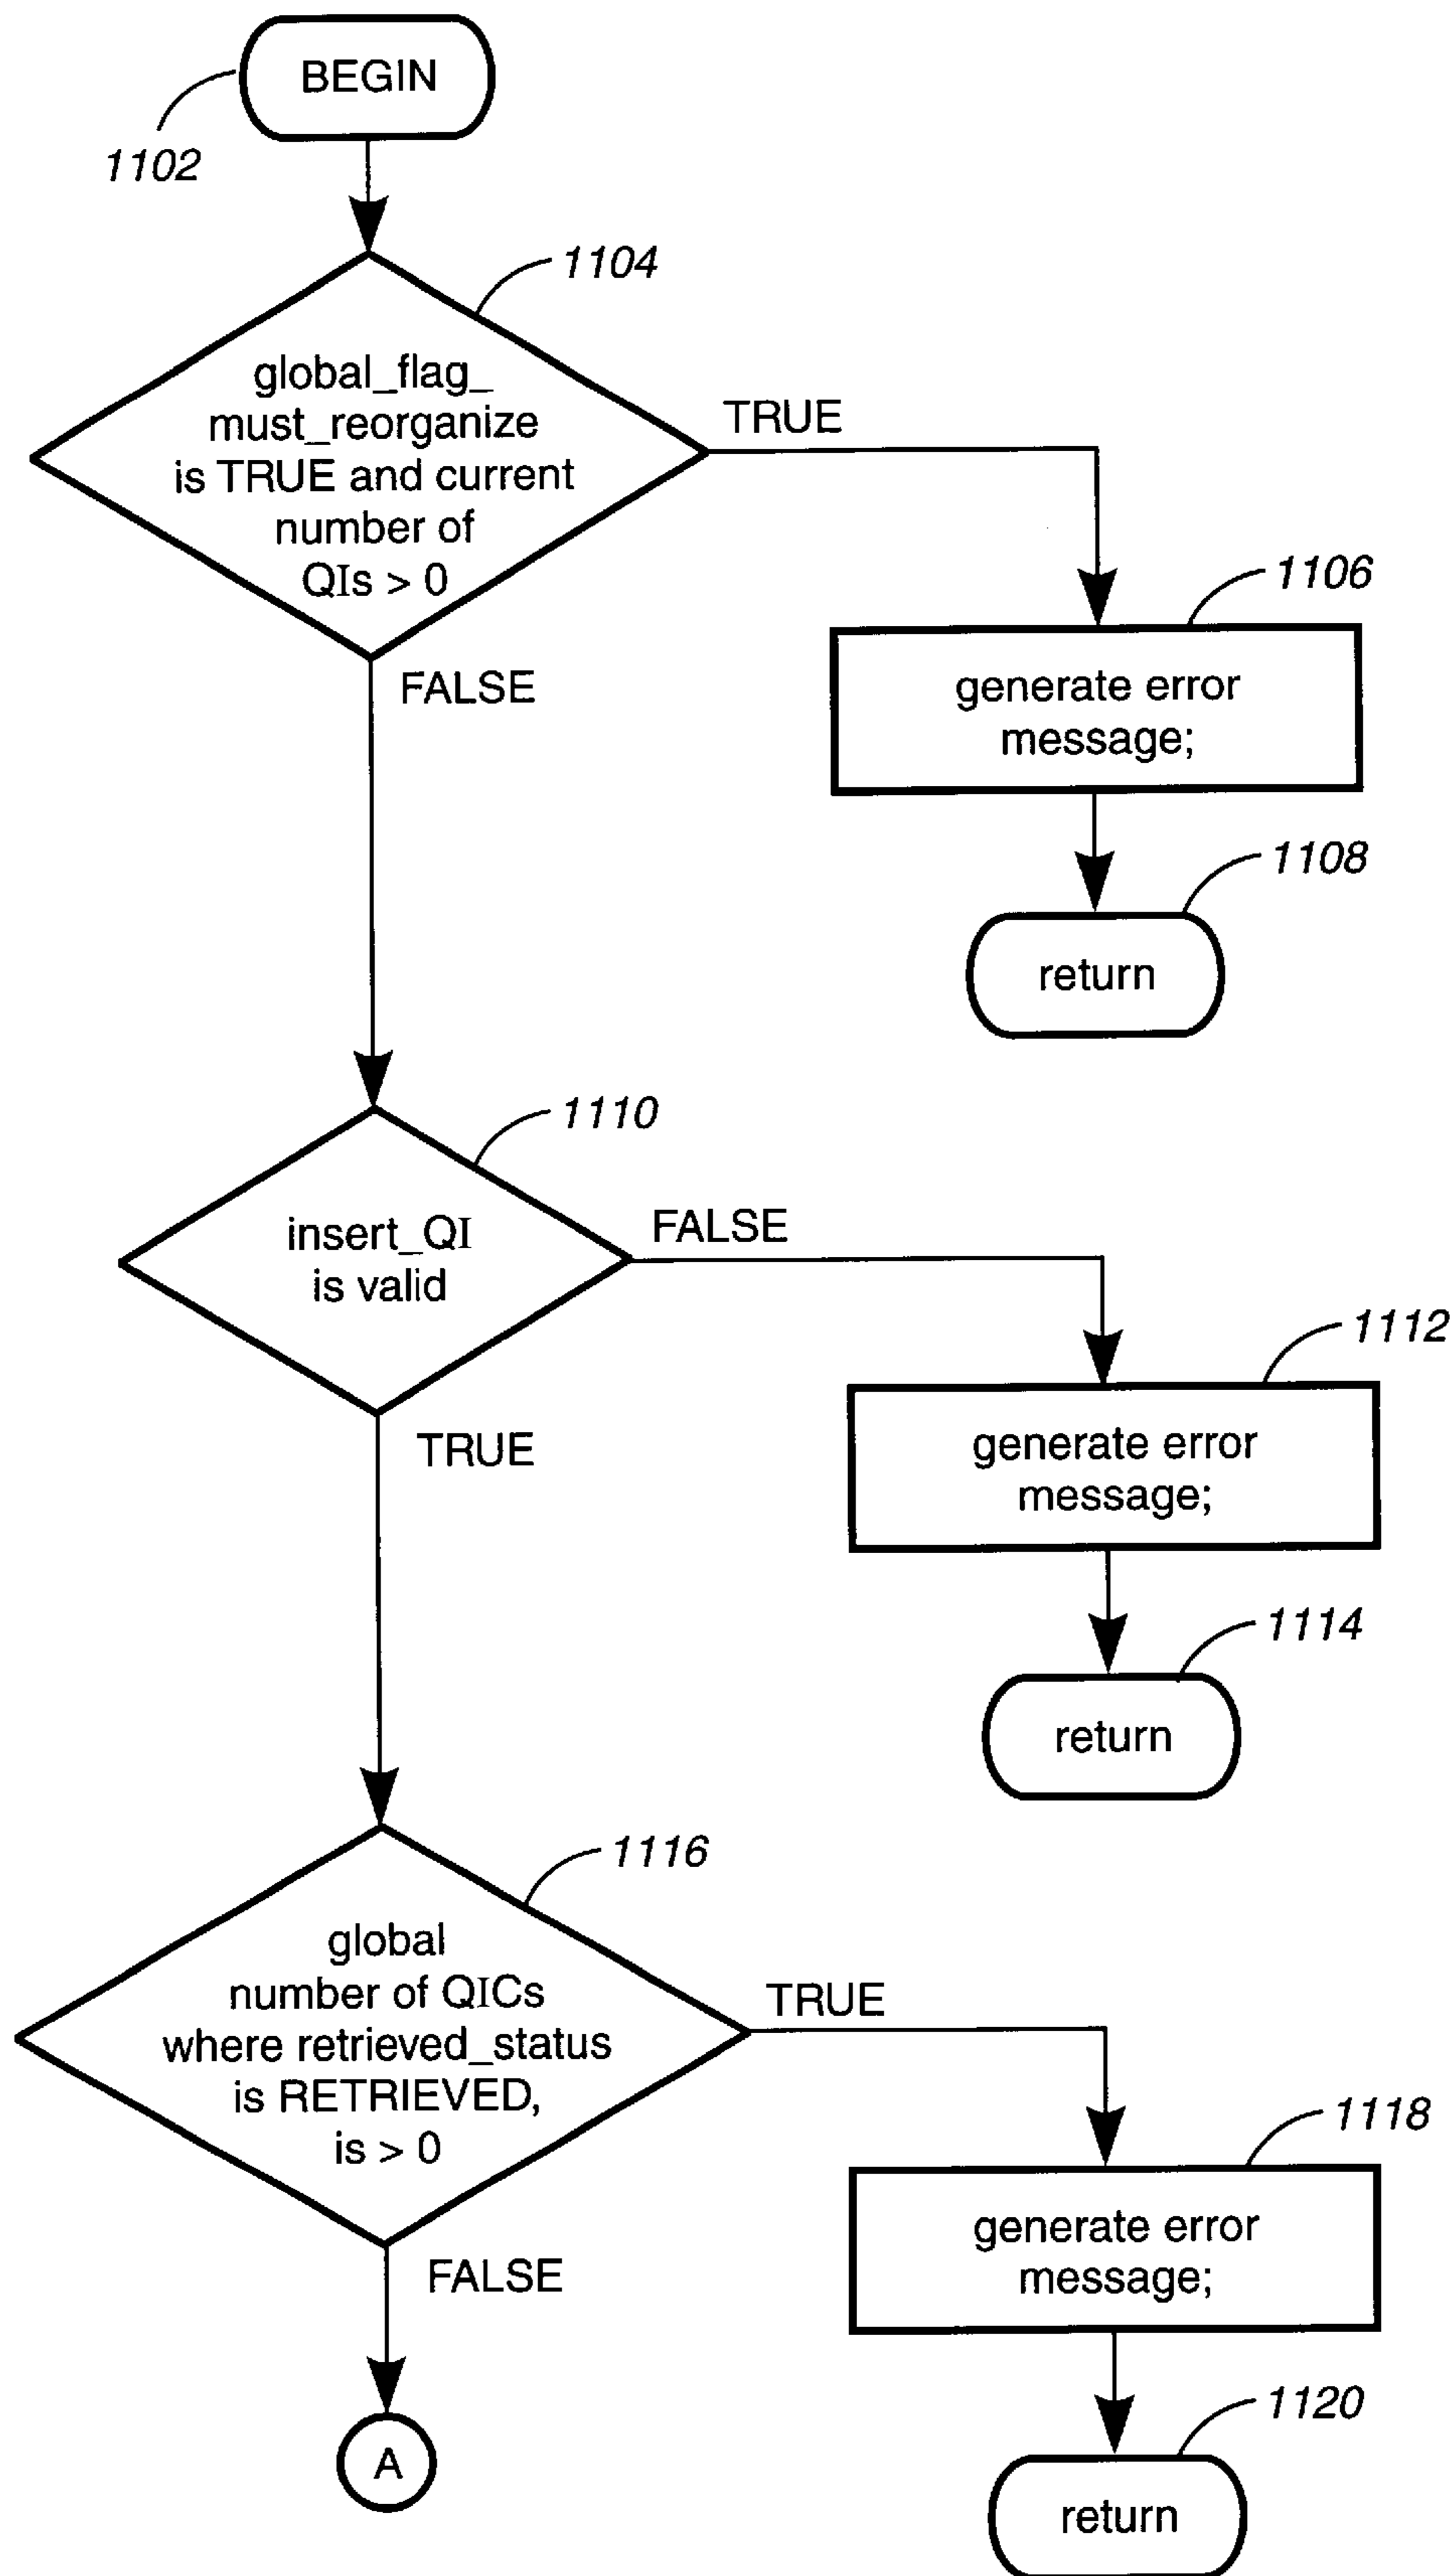 BEGIN
1102
1104
global_flag_
must_reorganize
is TRUE and current
number of
QIs > 0
TRUE
FALSE
1106
generate error
message;
1108
return
1110
insert_QI
is valid
FALSE
TRUE
1112
generate error
message;
1114
return
1116
global
number of QICs
where retrieved_status
is RETRIEVED,
is > 0
TRUE
FALSE
1118
generate error
message;
1120
return
A